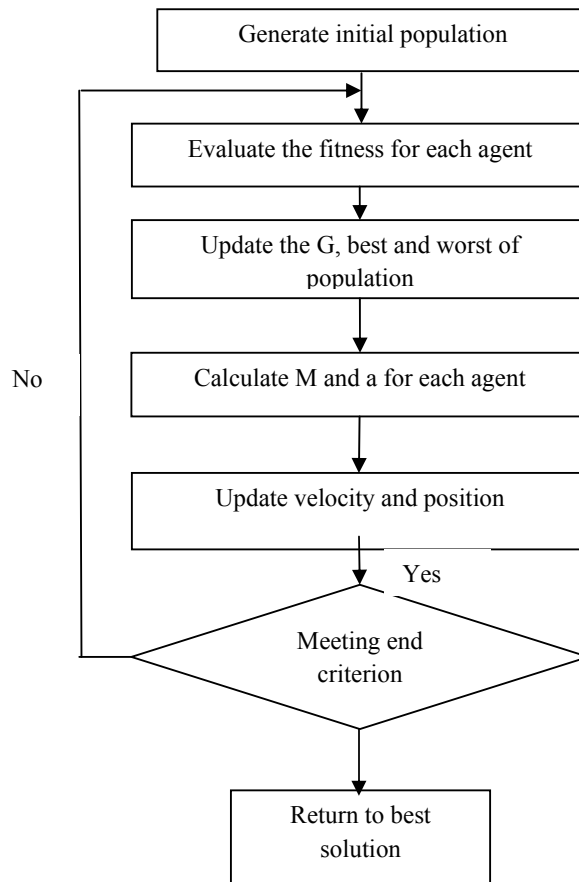 Generate initial population
Evaluate the fitness for each agent
Update the G, best and worst of
population
No
Calculate M and a for each agent
Update velocity and position
Yes
Meeting end
criterion
Return to best
solution